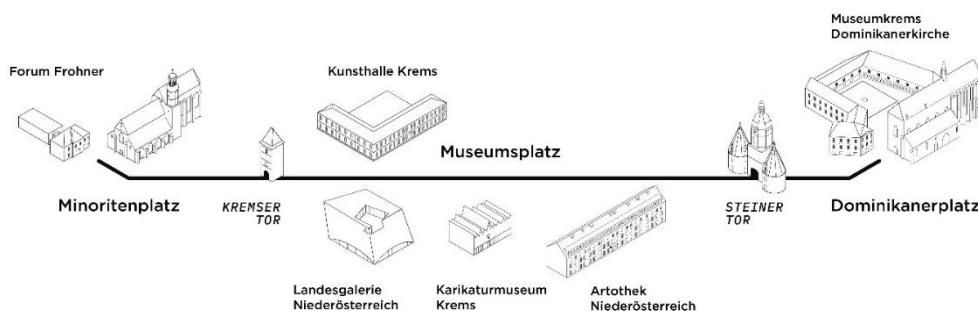 Museumkrems
Dominikanerkirche
Forum Frohner
Kunsthalle Krems
Museumsplatz
Minoritenplatz
KREMSER
TOR
STEINER
TOR
Dominikanerplatz
Landesgalerie
Niederösterreich
Karikaturmuseum
Krems
Artothek
Niederösterreich